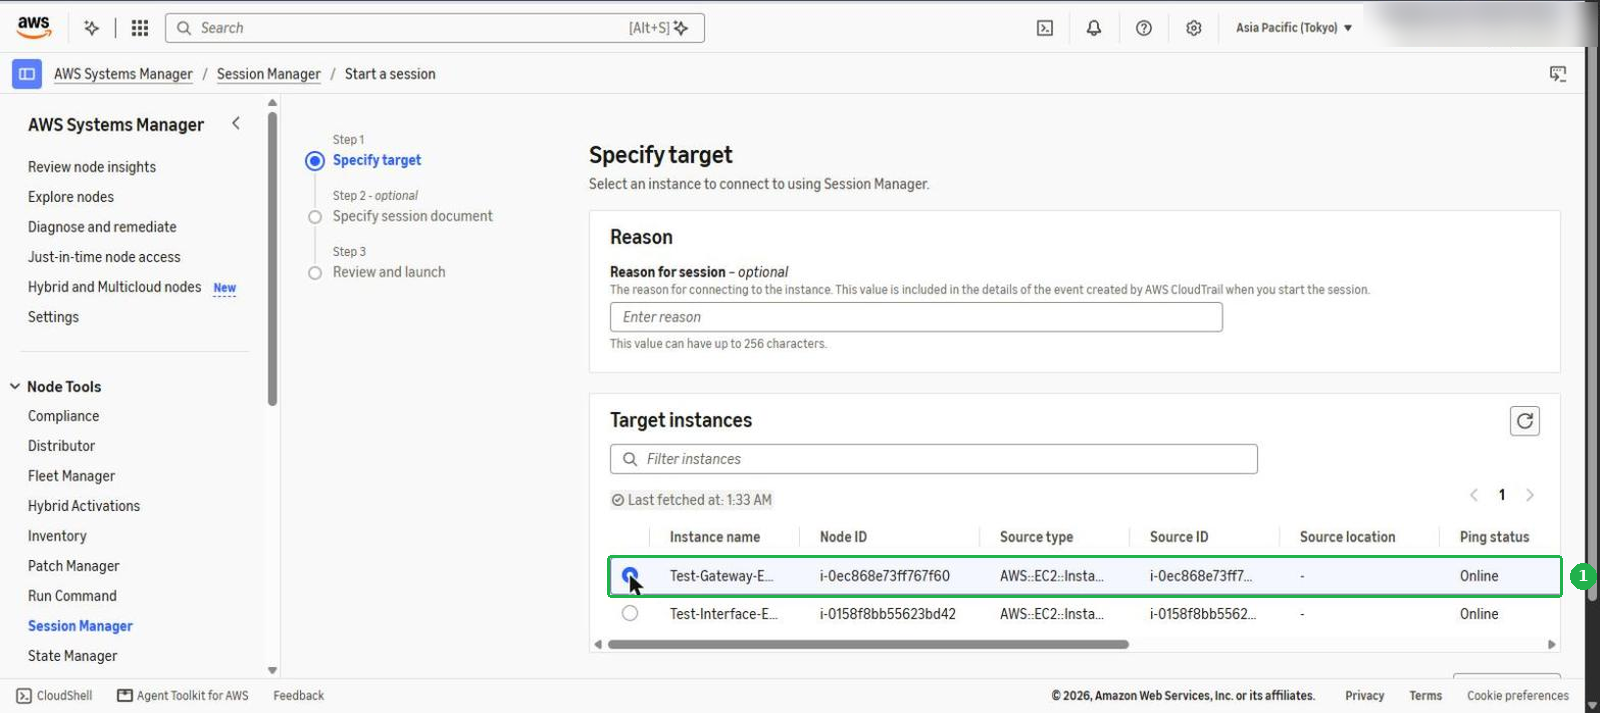 aws
Search [Alt+S]
Asia Pacific (Tokyo) ▼
AWS Systems Manager / Session Manager / Start a session
AWS Systems Manager
Review node insights
Explore nodes
Diagnose and remediate
Just-in-time node access
Hybrid and Multicloud nodes New
Settings
Node Tools
Compliance
Distributor
Fleet Manager
Hybrid Activations
Inventory
Patch Manager
Run Command
Session Manager
State Manager
Step 1
Specify target
Step 2 - optional
Specify session document
Step 3
Review and launch
Specify target
Select an instance to connect to using Session Manager.
Reason
Reason for session – optional
The reason for connecting to the instance. This value is included in the details of the event created by AWS CloudTrail when you start the session.
Enter reason
This value can have up to 256 characters.
Target instances
Filter instances
Last fetched at: 1:33 AM
1
Instance name Node ID Source type Source ID Source location Ping status
Test-Gateway-E... i-0ec868e73ff767f60 AWS::EC2::Insta... i-0ec868e73ff7... - Online 1
Test-Interface-E... i-0158f8bb55623bd42 AWS::EC2::Insta... i-0158f8bb5562... - Online
CloudShell Agent Toolkit for AWS Feedback © 2026, Amazon Web Services, Inc. or its affiliates. Privacy Terms Cookie preferences